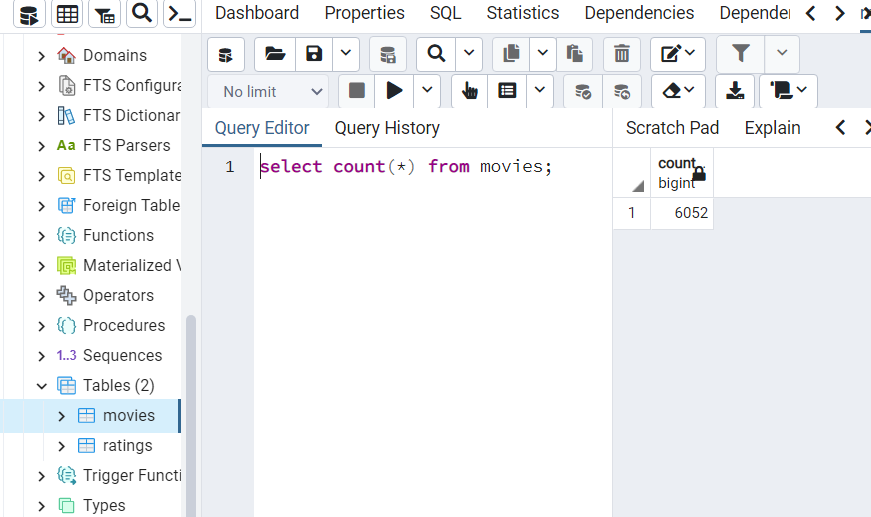 Dashboard Properties SQL Statistics Dependencies Depender
Domains
FTS Configura
FTS Dictionar
Aa FTS Parsers
FTS Template
Foreign Table
Functions
Materialized V
Operators
Procedures
1..3 Sequences
Tables (2)
movies
ratings
Trigger Functi
Types
No limit
Query Editor Query History
1 select count(*) from movies;
Scratch Pad Explain
count
bigint
1 6052